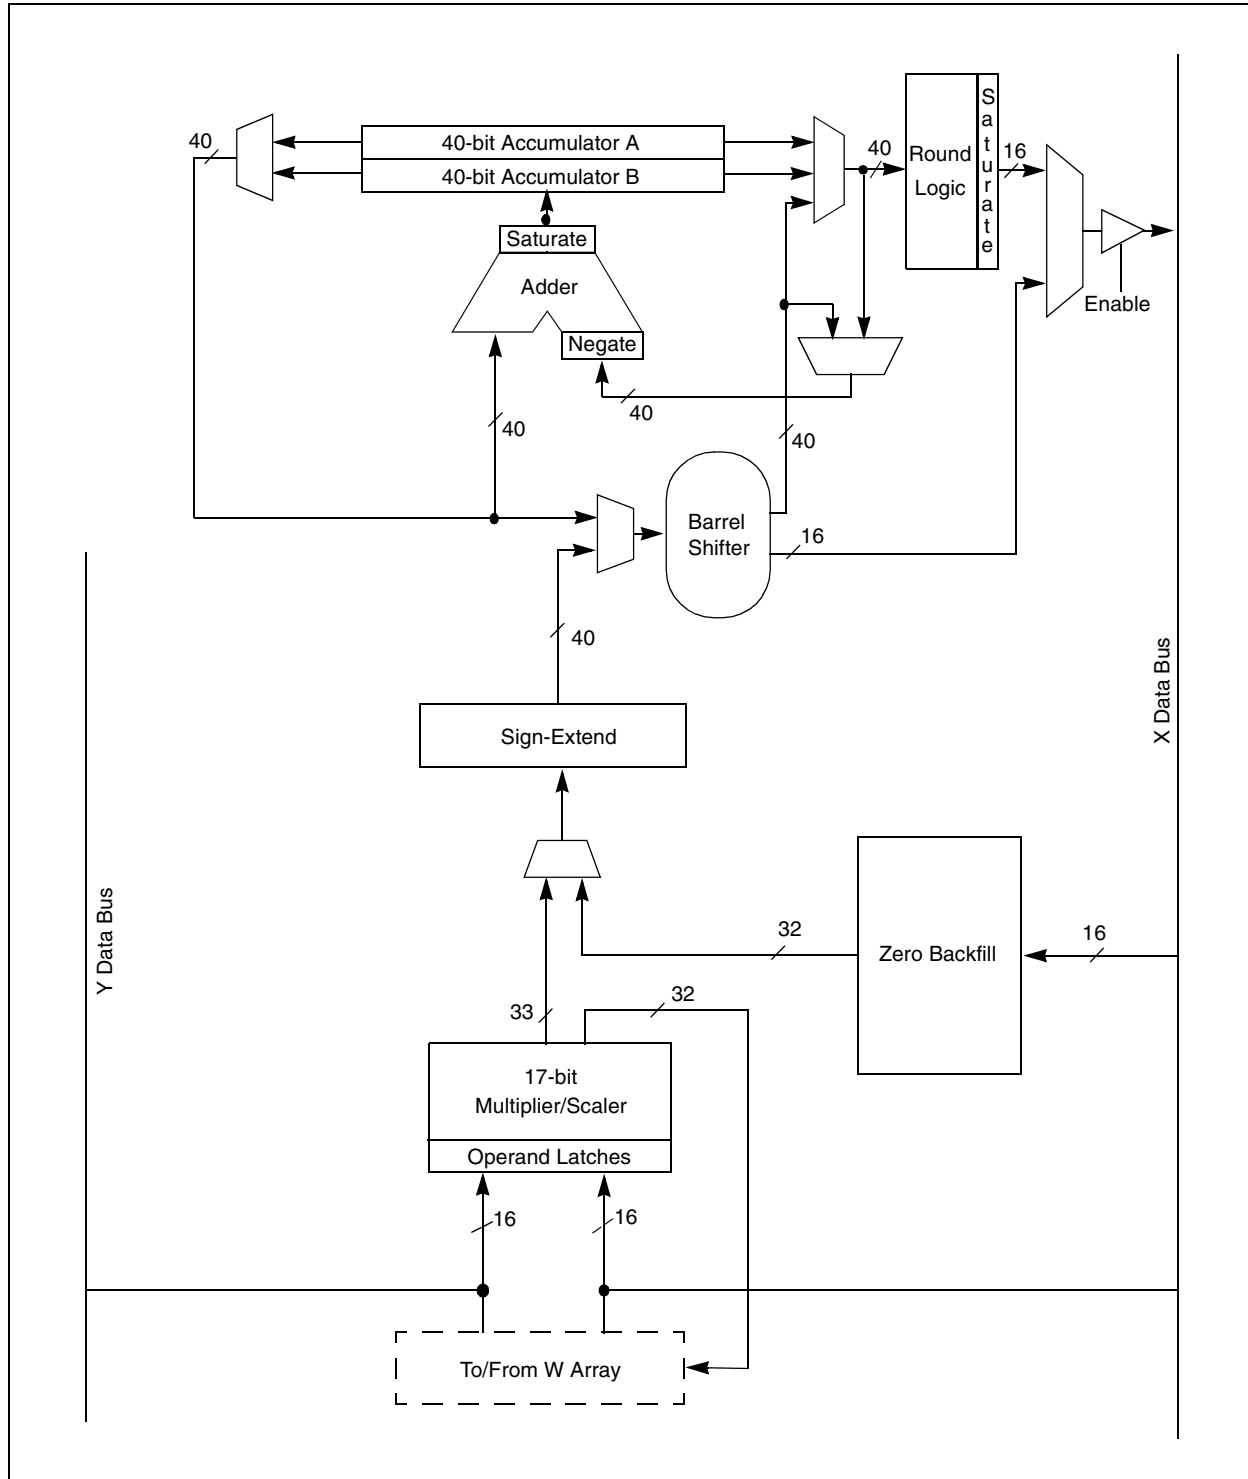 40
40-bit Accumulator A
40-bit Accumulator B
40
Round
Logic
Saturate
16
Saturate
Adder
Negate
Enable
40
40
40
Barrel
Shifter
16
40
Sign-Extend
X Data Bus
Y Data Bus
32
Zero Backfill
16
33
32
17-bit
Multiplier/Scaler
Operand Latches
16
16
To/From W Array